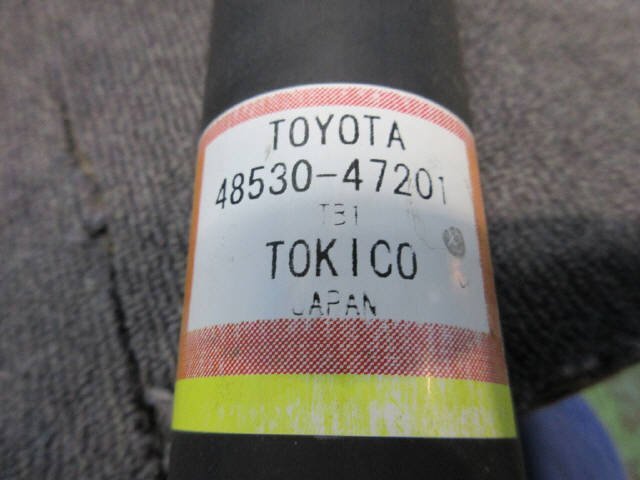 TOYOTA
48530-47201
TB1
TOKICO
JAPAN